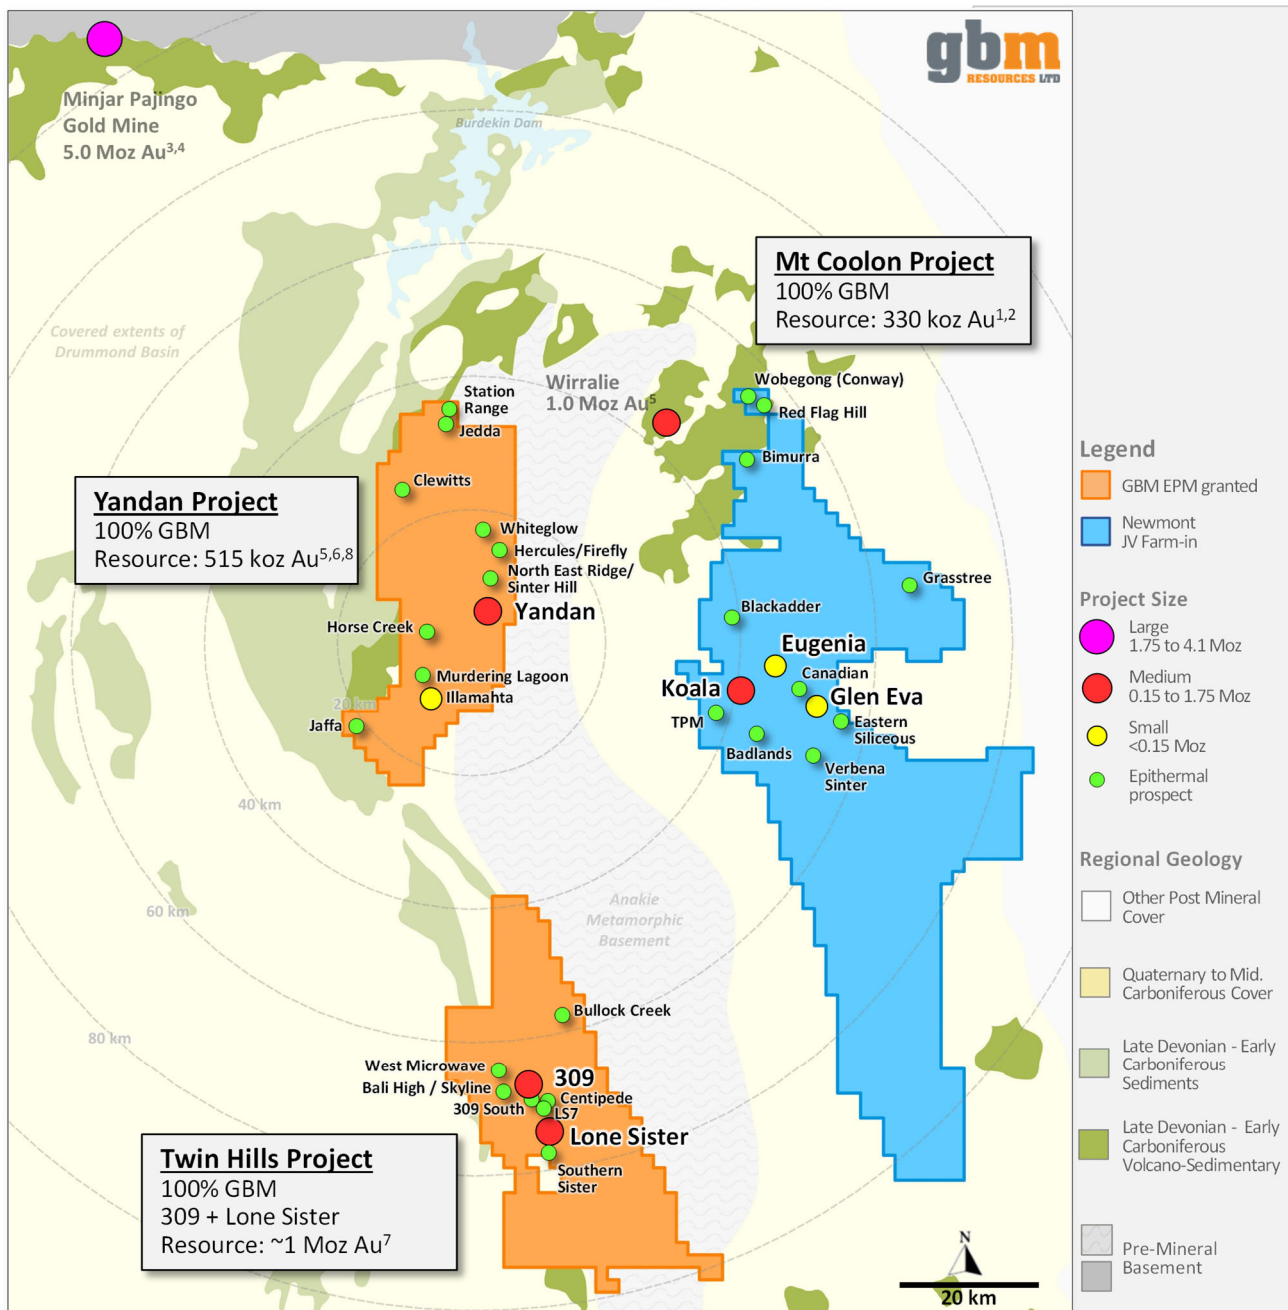 gbm
RESOURCES LTD
Minjar Pajingo
Gold Mine
5.0 Moz Au3,4
Burdekin Dam
Mt Coolon Project
100% GBM
Resource: 330 koz Au1,2
Covered extents of
Drummond Basin
Wirralie
1.0 Moz Au5
Station
Range
Jedda
Clewitts
Whiteglow
Hercules/Firefly
North East Ridge/
Sinter Hill
Yandan
Horse Creek
Murdering Lagoon
Illamahta
Jaffa
Yandan Project
100% GBM
Resource: 515 koz Au5,6,8
Wobegong (Conway)
Red Flag Hill
Bimurra
Grasstree
Blackadder
Eugenia
Canadian
Koala
Glen Eva
TPM
Eastern
Siliceous
Badlands
Verbena
Sinter
20 km
40 km
60 km
80 km
Anakie
Metamorphic
Basement
Bullock Creek
West Microwave
309
Bali High / Skyline
Centipede
309 South
LS7
Lone Sister
Southern
Sister
Twin Hills Project
100% GBM
309 + Lone Sister
Resource: ~1 Moz Au7
N
20 km
Legend
GBM EPM granted
Newmont
JV Farm-in
Project Size
Large
1.75 to 4.1 Moz
Medium
0.15 to 1.75 Moz
Small
<0.15 Moz
Epithermal
prospect
Regional Geology
Other Post Mineral
Cover
Quaternary to Mid.
Carboniferous Cover
Late Devonian - Early
Carboniferous
Sediments
Late Devonian - Early
Carboniferous
Volcano-Sedimentary
Pre-Mineral
Basement